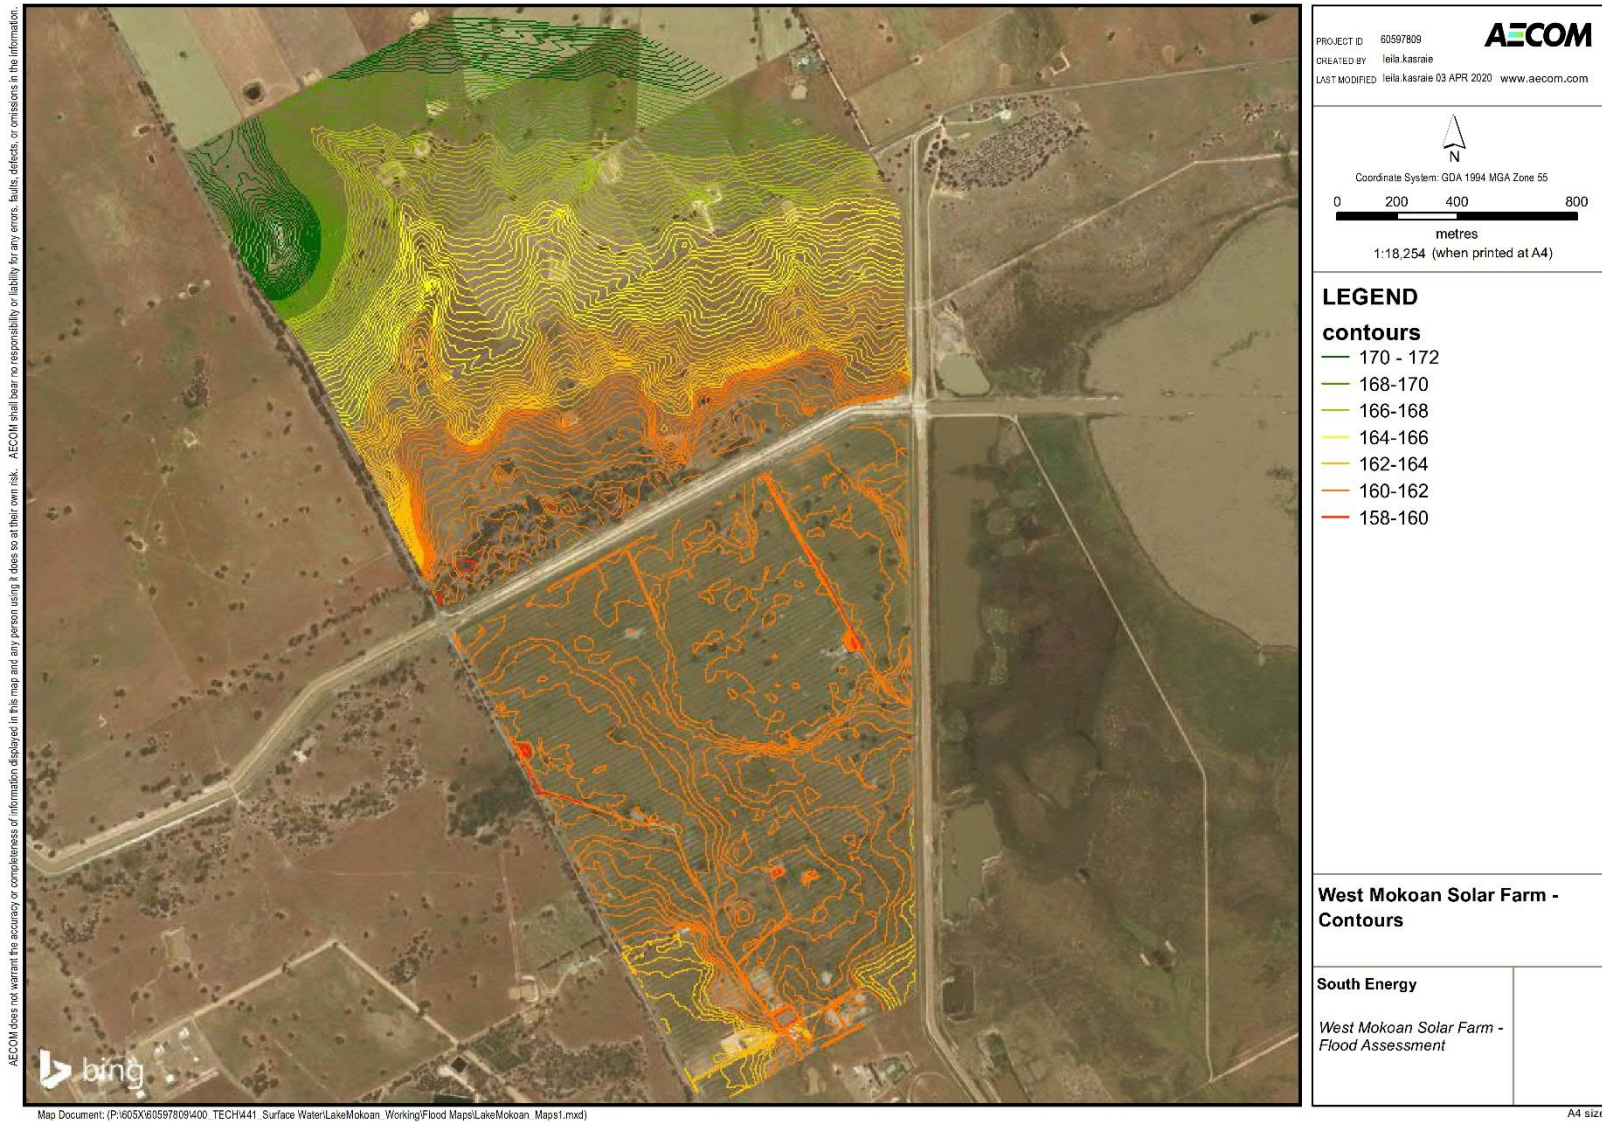 AECOM does not warrant the accuracy or completeness of information displayed in this map and any person using it does so at their own risk. AECOM shall bear no responsibility or liability for any errors, faults, defects, or omissions in the information.
PROJECT ID 60597809
CREATED BY leila.kasraie
LAST MODIFIED leila.kasraie 03 APR 2020 www.aecom.com
AECOM
N
Coordinate System: GDA 1994 MGA Zone 55
0 200 400 800
metres
1:18,254 (when printed at A4)
LEGEND
contours
170 - 172
168-170
166-168
164-166
162-164
160-162
158-160
West Mokoan Solar Farm -
Contours
South Energy
West Mokoan Solar Farm -
Flood Assessment
bing
Map Document: (P:\605X\60597809\400_TECH\441_Surface Water\LakeMokoan_Working\Flood Maps\LakeMokoan_Maps1.mxd)
A4 size